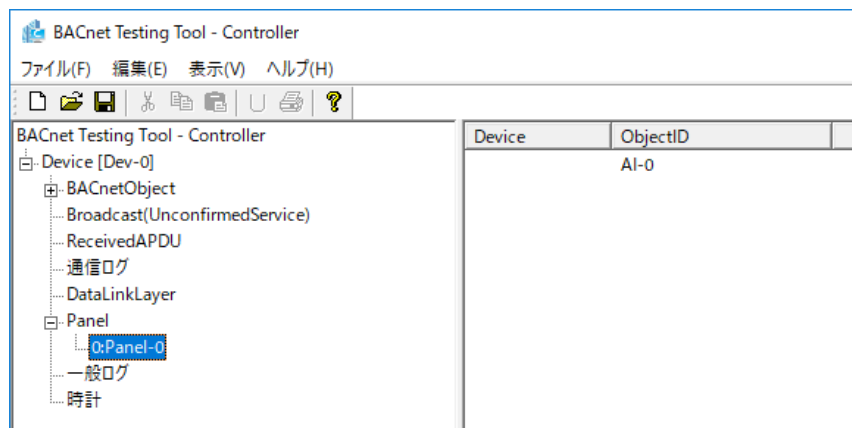 BACnet Testing Tool - Controller
ファイル(F) 編集(E) 表示(V) ヘルプ(H)
BACnet Testing Tool - Controller
Device [Dev-0]
BACnetObject
Broadcast(UnconfirmedService)
ReceivedAPDU
通信ログ
DataLinkLayer
Panel
0:Panel-0
一般ログ
時計
Device ObjectID
AI-0